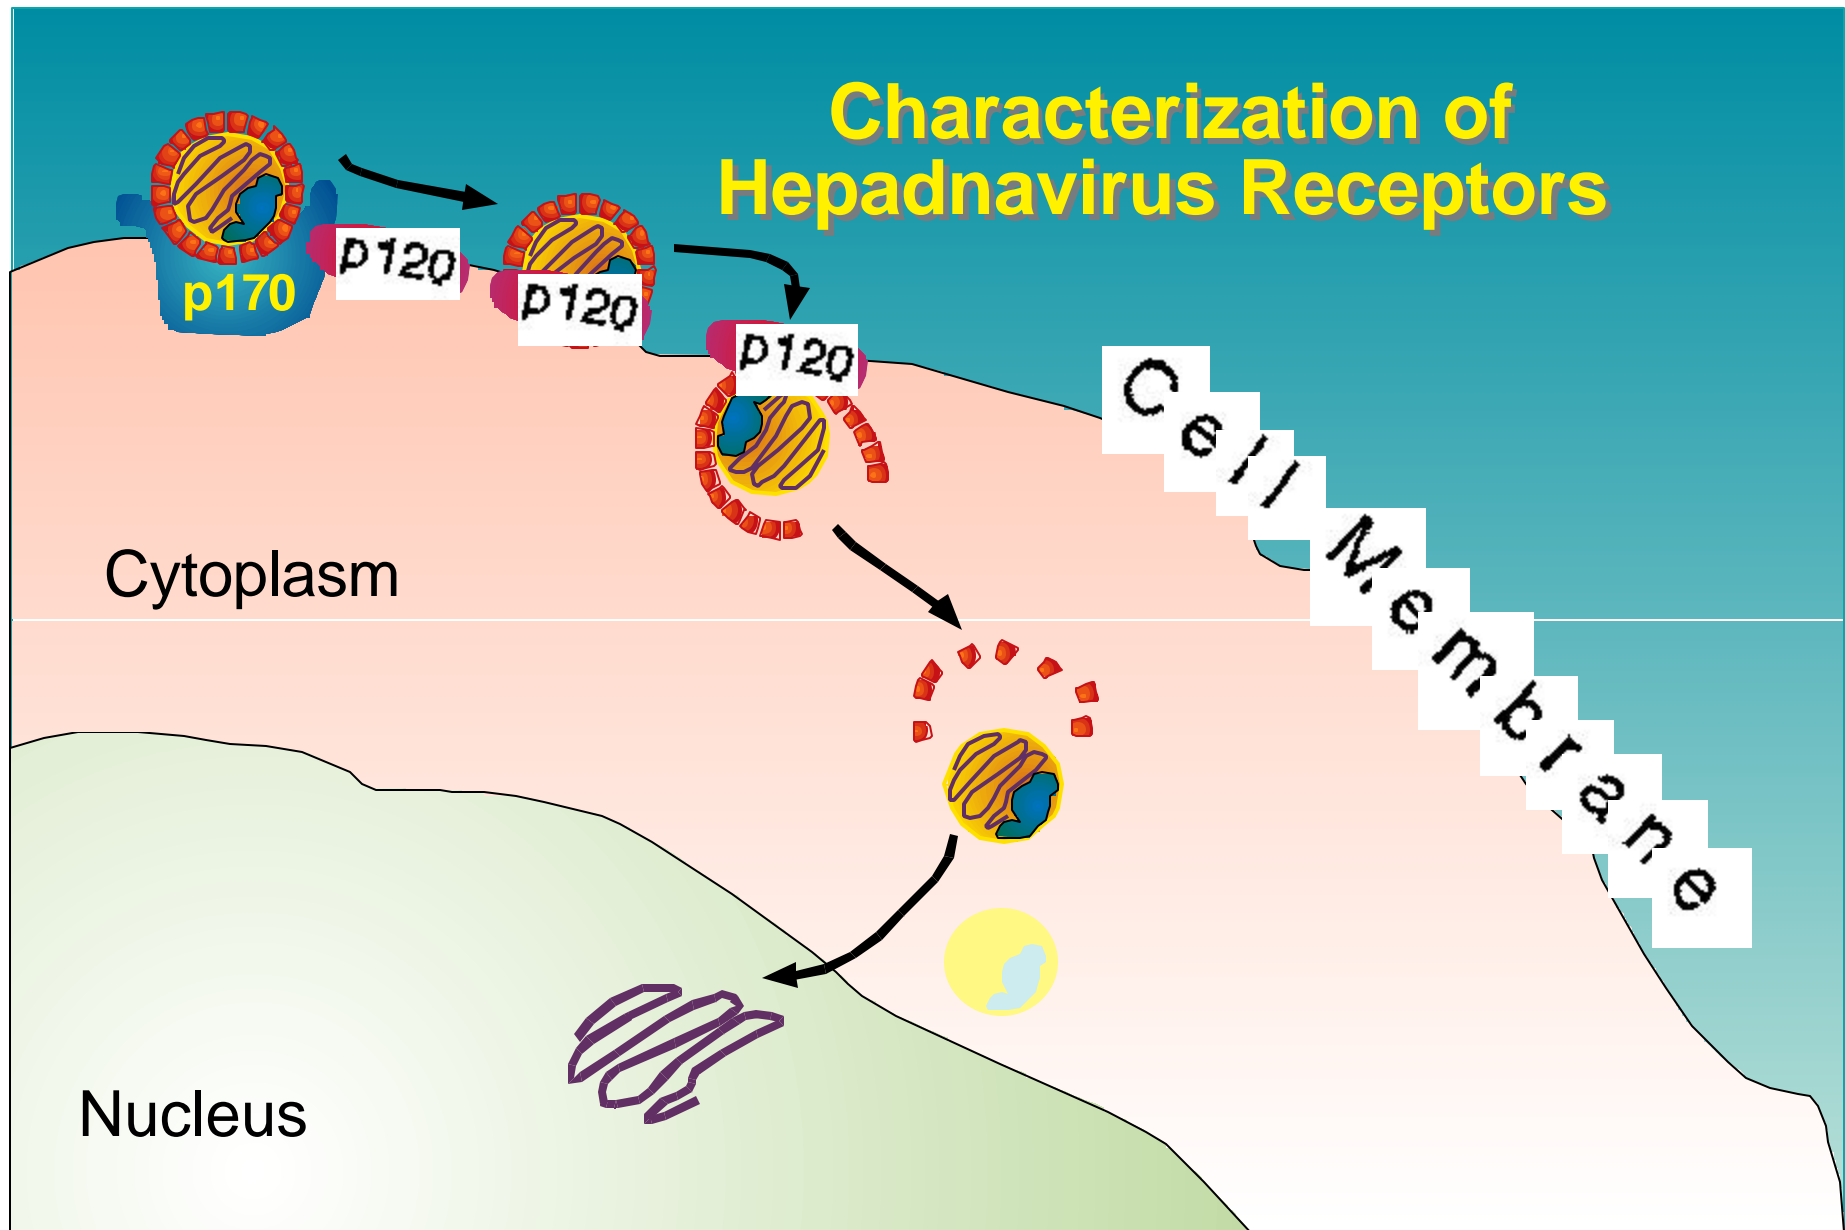 Characterization of
Hepadnavirus Receptors
p170
p120
p120
p120
Cell Membrane
Cytoplasm
Nucleus